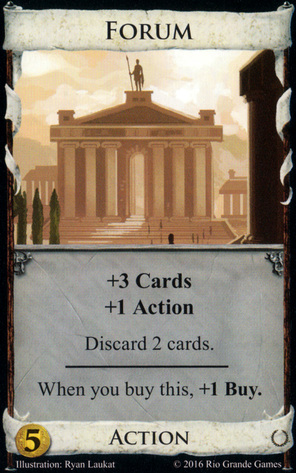 FORUM
+3 Cards
+1 Action
Discard 2 cards.
When you buy this, +1 Buy.
5
ACTION
Illustration: Ryan Laukat © 2016 Rio Grande Games